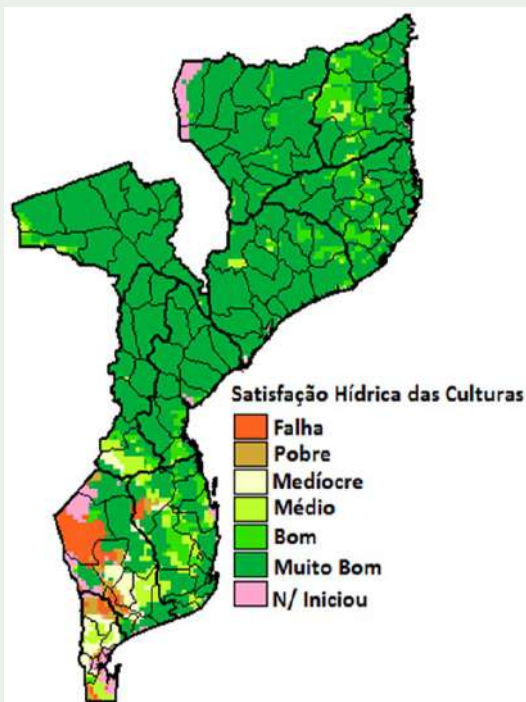 Satisfação Hídrica das Culturas
Falha
Pobre
Medíocre
Médio
Bom
Muito Bom
N/ Iniciou